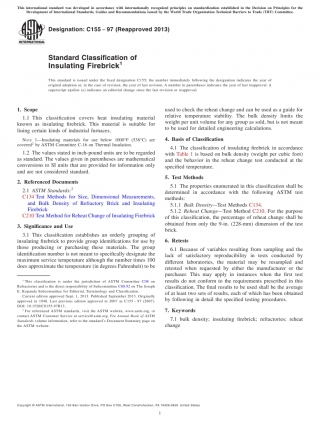 This international standard was developed in accordance with internationally recognized principles on standardization established in the Decision on Principles for the
Development of International Standards, Guides and Recommendations issued by the World Trade Organization Technical Barriers to Trade (TBT) Committee.
Designation: C155 − 97 (Reapproved 2013)
Standard Classification of
Insulating Firebrick1
This standard is issued under the fixed designation C155; the number immediately following the designation indicates the year of
original adoption or, in the case of revision, the year of last revision. A number in parentheses indicates the year of last reapproval. A
superscript epsilon (ε) indicates an editorial change since the last revision or reapproval.
1. Scope
1.1 This classification covers heat insulating material
known as insulating firebrick. This material is suitable for
lining certain kinds of industrial furnaces.
NOTE 1—Insulating materials for use below 1000°F (538°C) are
covered by ASTM Committee C-16 on Thermal Insulation.
1.2 The values stated in inch-pound units are to be regarded
as standard. The values given in parentheses are mathematical
conversions to SI units that are provided for information only
and are not considered standard.
2. Referenced Documents
2.1 ASTM Standards:2
C134 Test Methods for Size, Dimensional Measurements,
and Bulk Density of Refractory Brick and Insulating
Firebrick
C210 Test Method for Reheat Change of Insulating Firebrick
3. Significance and Use
3.1 This classification establishes an orderly grouping of
insulating firebrick to provide group identifications for use by
those producing or purchasing these materials. The group
identification number is not meant to specifically designate the
maximum service temperature although the number times 100
does approximate the temperature (in degrees Fahrenheit) to be
1 This classification is under the jurisdiction of ASTM Committee C08 on
Refractories and is the direct responsibility of Subcommittee C08.92 on The Joseph
E. Kopanda Subcommittee for Editorial, Terminology and Classification.
Current edition approved Sept. 1, 2013. Published September 2013. Originally
approved in 1940. Last previous edition approved in 2007 as C155 – 97 (2007).
DOI: 10.1520/C0155-97R13.
2 For referenced ASTM standards, visit the ASTM website, www.astm.org, or
contact ASTM Customer Service at service@astm.org. For Annual Book of ASTM
Standards volume information, refer to the standard's Document Summary page on
the ASTM website.
used to check the reheat change and can be used as a guide for
relative temperature stability. The bulk density limits the
weight per unit volume for any group as sold, but is not meant
to be used for detailed engineering calculations.
4. Basis of Classification
4.1 The classification of insulating firebrick in accordance
with Table 1 is based on bulk density (weight per cubic foot)
and the behavior in the reheat change test conducted at the
specified temperature.
5. Test Methods
5.1 The properties enumerated in this classification shall be
determined in accordance with the following ASTM test
methods:
5.1.1 Bulk Density—Test Methods C134.
5.1.2 Reheat Change—Test Method C210. For the purpose
of this classification, the percentage of reheat change shall be
obtained from only the 9-in. (228-mm) dimension of the test
brick.
6. Retests
6.1 Because of variables resulting from sampling and the
lack of satisfactory reproducibility in tests conducted by
different laboratories, the material may be resampled and
retested when requested by either the manufacturer or the
purchaser. This may apply in instances when the first test
results do not conform to the requirements prescribed in this
classification. The final results to be used shall be the average
of at least two sets of results, each of which has been obtained
by following in detail the specified testing procedures.
7. Keywords
7.1 bulk density; insulating firebrick; refractories; reheat
change
Copyright © ASTM International, 100 Barr Harbor Drive, PO Box C700, West Conshohocken, PA 19428-2959. United States
1